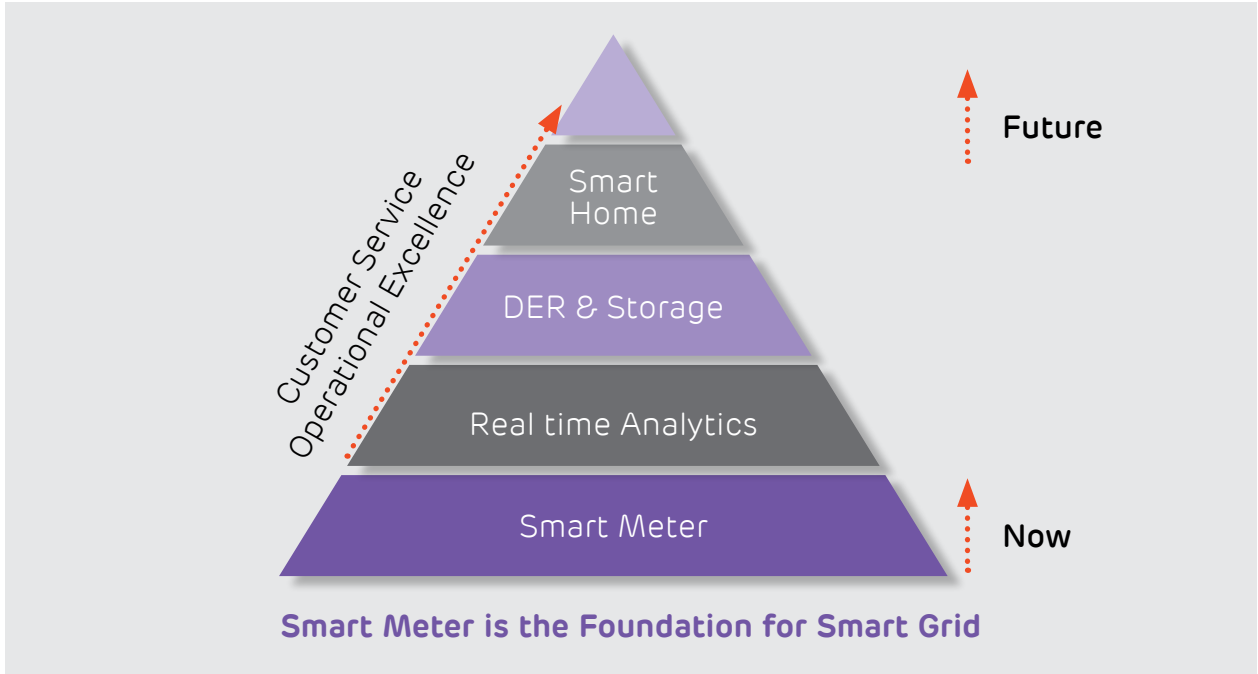 Future
Smart
Home
Customer Service
Operational Excellence
DER & Storage
Real time Analytics
Smart Meter
Now
Smart Meter is the Foundation for Smart Grid